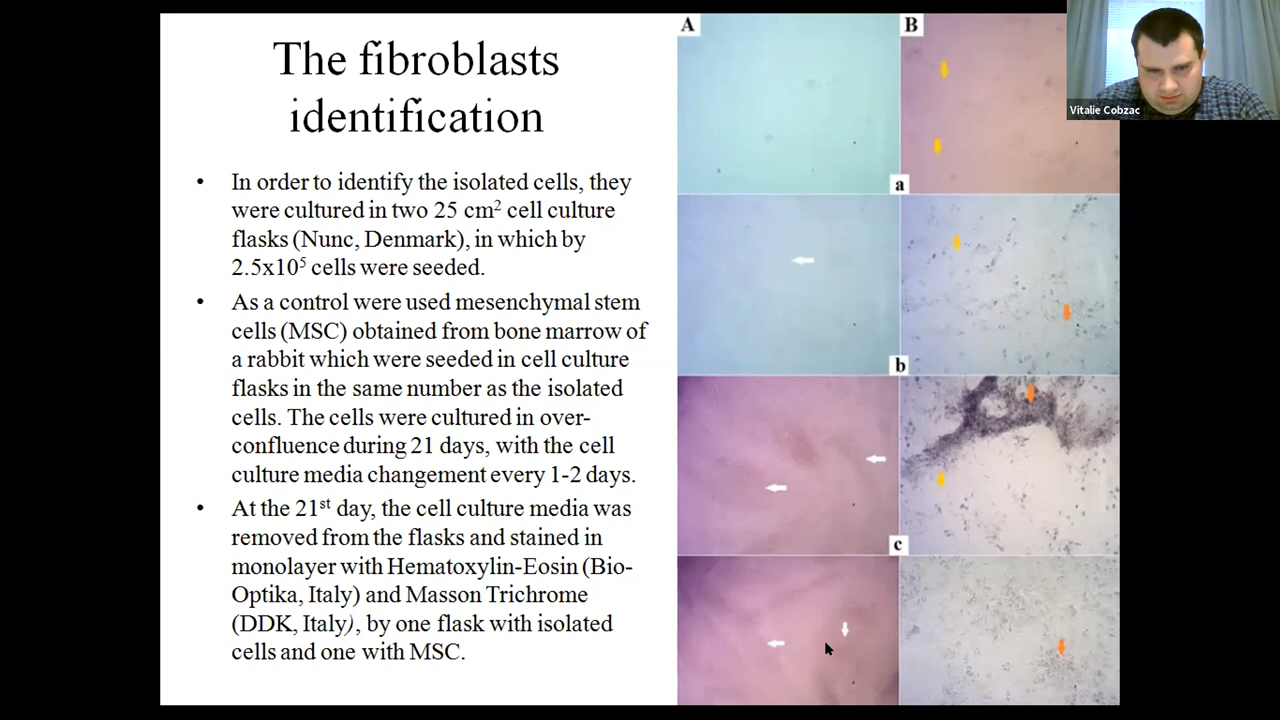 The fibroblasts
identification
• In order to identify the isolated cells, they
were cultured in two 25 cm² cell culture
flasks (Nunc, Denmark), in which by
2.5x10⁵ cells were seeded.
• As a control were used mesenchymal stem
cells (MSC) obtained from bone marrow of
a rabbit which were seeded in cell culture
flasks in the same number as the isolated
cells. The cells were cultured in over-
confluence during 21 days, with the cell
culture media changement every 1-2 days.
• At the 21ˢᵗ day, the cell culture media was
removed from the flasks and stained in
monolayer with Hematoxylin-Eosin (Bio-
Optika, Italy) and Masson Trichrome
(DDK, Italy), by one flask with isolated
cells and one with MSC.
A
B
a
b
c
Vitalie Cobzac